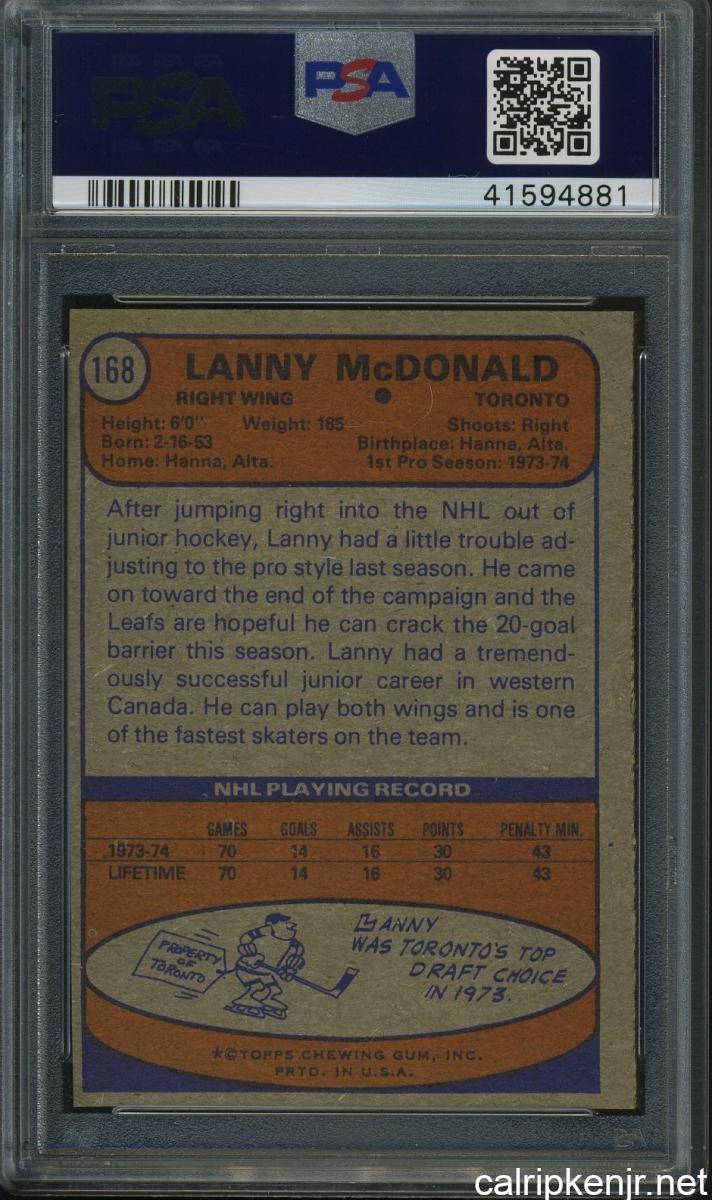 PSA
PSA
41594881
168
LANNY McDONALD
RIGHT WING ● TORONTO
Height: 6'0" Weight: 185 Shoots: Right
Born: 2-16-53 Birthplace: Hanna, Alta.
Home: Hanna, Alta. 1st Pro Season: 1973-74
After jumping right into the NHL out of
junior hockey, Lanny had a little trouble ad-
justing to the pro style last season. He came
on toward the end of the campaign and the
Leafs are hopeful he can crack the 20-goal
barrier this season. Lanny had a tremend-
ously successful junior career in western
Canada. He can play both wings and is one
of the fastest skaters on the team.
NHL PLAYING RECORD
GAMES GOALS ASSISTS POINTS PENALTY MIN.
1973-74 70 14 16 30 43
LIFETIME 70 14 16 30 43
PROPERTY
OF
TORONTO
LANNY
WAS TORONTO'S TOP
DRAFT CHOICE
IN 1973.
*©TOPPS CHEWING GUM, INC.
PRTD. IN U.S.A.
calripkenjr.net